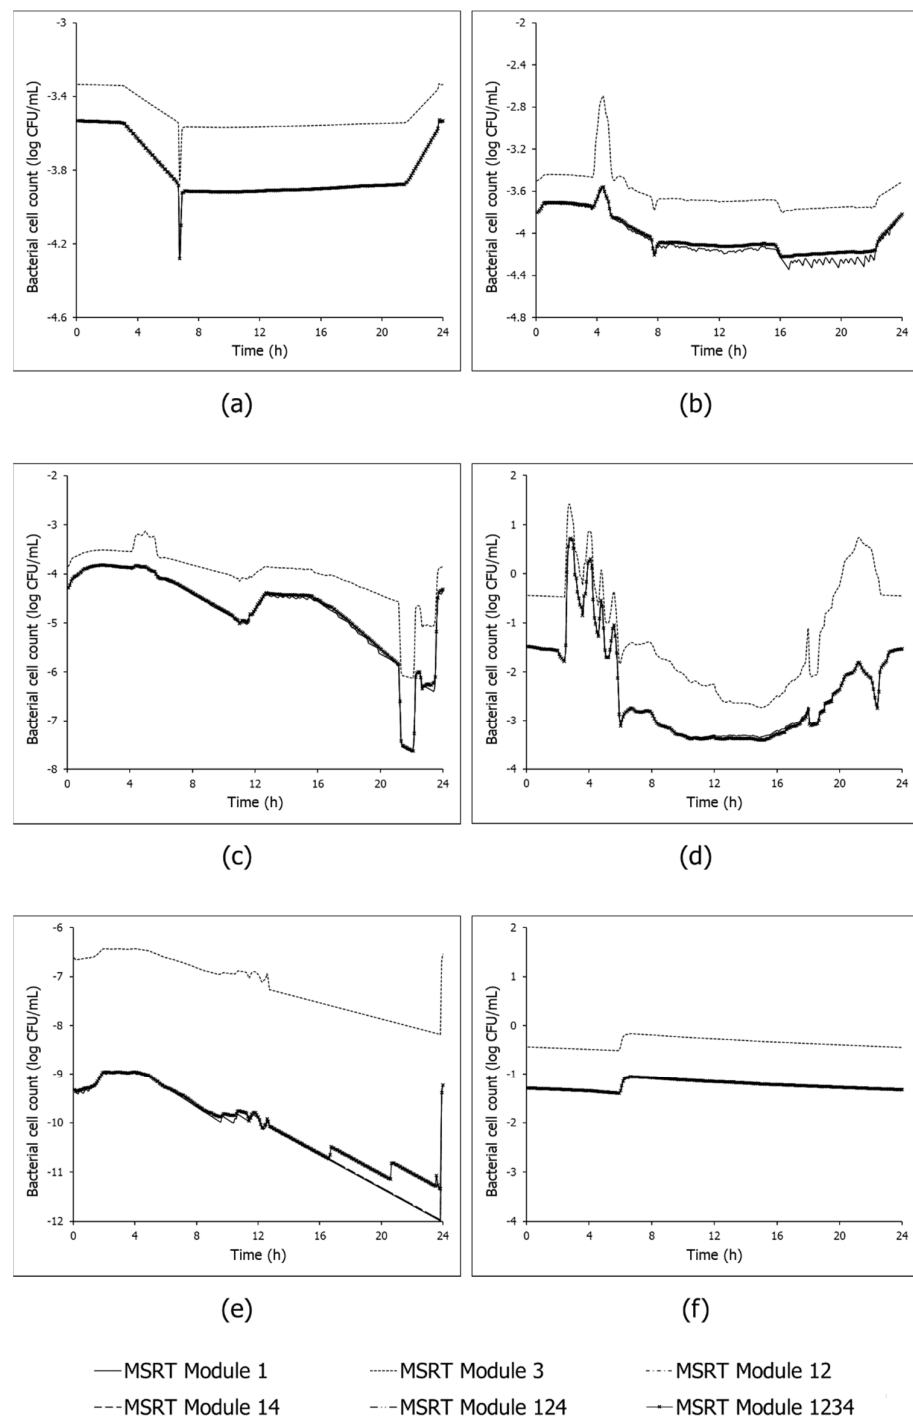 -3
-3.4
-3.8
-4.2
-4.6
0 4 8 12 16 20 24
Bacterial cell count (log CFU/mL)
Time (h)
(a)
-2
-2.4
-2.8
-3.2
-3.6
-4
-4.4
-4.8
0 4 8 12 16 20 24
Bacterial cell count (log CFU/mL)
Time (h)
(b)
-2
-3
-4
-5
-6
-7
-8
0 4 8 12 16 20 24
Bacterial cell count (log CFU/mL)
Time (h)
(c)
2
1
0
-1
-2
-3
-4
0 4 8 12 16 20 24
Bacterial cell count (log CFU/mL)
Time (h)
(d)
-6
-7
-8
-9
-10
-11
-12
0 4 8 12 16 20 24
Bacterial cell count (log CFU/mL)
Time (h)
(e)
2
1
0
-1
-2
-3
-4
0 4 8 12 16 20 24
Bacterial cell count (log CFU/mL)
Time (h)
(f)
MSRT Module 1 MSRT Module 3 MSRT Module 12
MSRT Module 14 MSRT Module 124 MSRT Module 1234